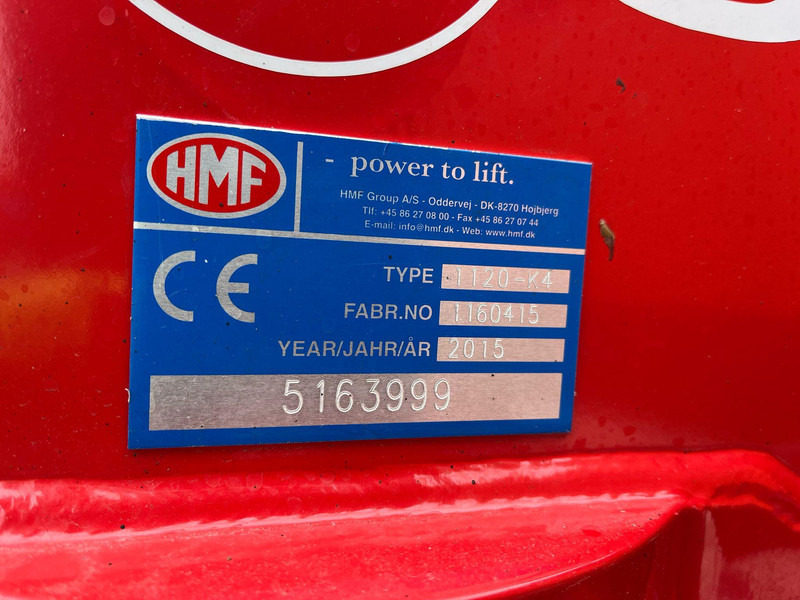 HMF
- power to lift.
HMF Group A/S - Oddervej - DK-8270 Hojbjerg
Tlf: +45 86 27 08 00 - Fax +45 86 27 07 44
E-mail: info@hmf.dk - Web: www.hmf.dk
CE
TYPE 1120-K4
FABR.NO 1160415
YEAR/JAHR/ÅR 2015
5163999